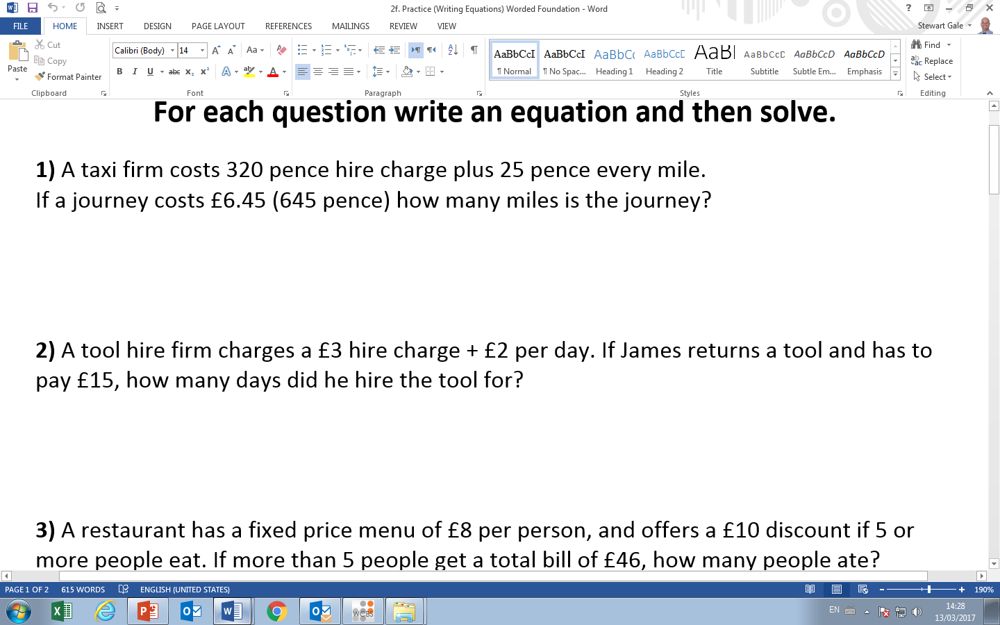 2f. Practice (Writing Equations) Worded Foundation - Word
FILE HOME INSERT DESIGN PAGE LAYOUT REFERENCES MAILINGS REVIEW VIEW Stewart Gale
Paste
Cut
Copy
Format Painter
Clipboard
Calibri (Body) 14
Font
Paragraph
AaBbCcI AaBbCcI AaBbC AaBbCcD AaB AaBbCcD AaBbCcD AaBbCcD
¶ Normal ¶ No Spac... Heading 1 Heading 2 Title Subtitle Subtle Em... Emphasis
Styles
Find
Replace
Select
Editing
For each question write an equation and then solve.
1) A taxi firm costs 320 pence hire charge plus 25 pence every mile.
If a journey costs £6.45 (645 pence) how many miles is the journey?
2) A tool hire firm charges a £3 hire charge + £2 per day. If James returns a tool and has to
pay £15, how many days did he hire the tool for?
3) A restaurant has a fixed price menu of £8 per person, and offers a £10 discount if 5 or
more people eat. If more than 5 people get a total bill of £46, how many people ate?
PAGE 1 OF 2 615 WORDS ENGLISH (UNITED STATES) 190%
WCBS
EN
14:28
13/03/2017